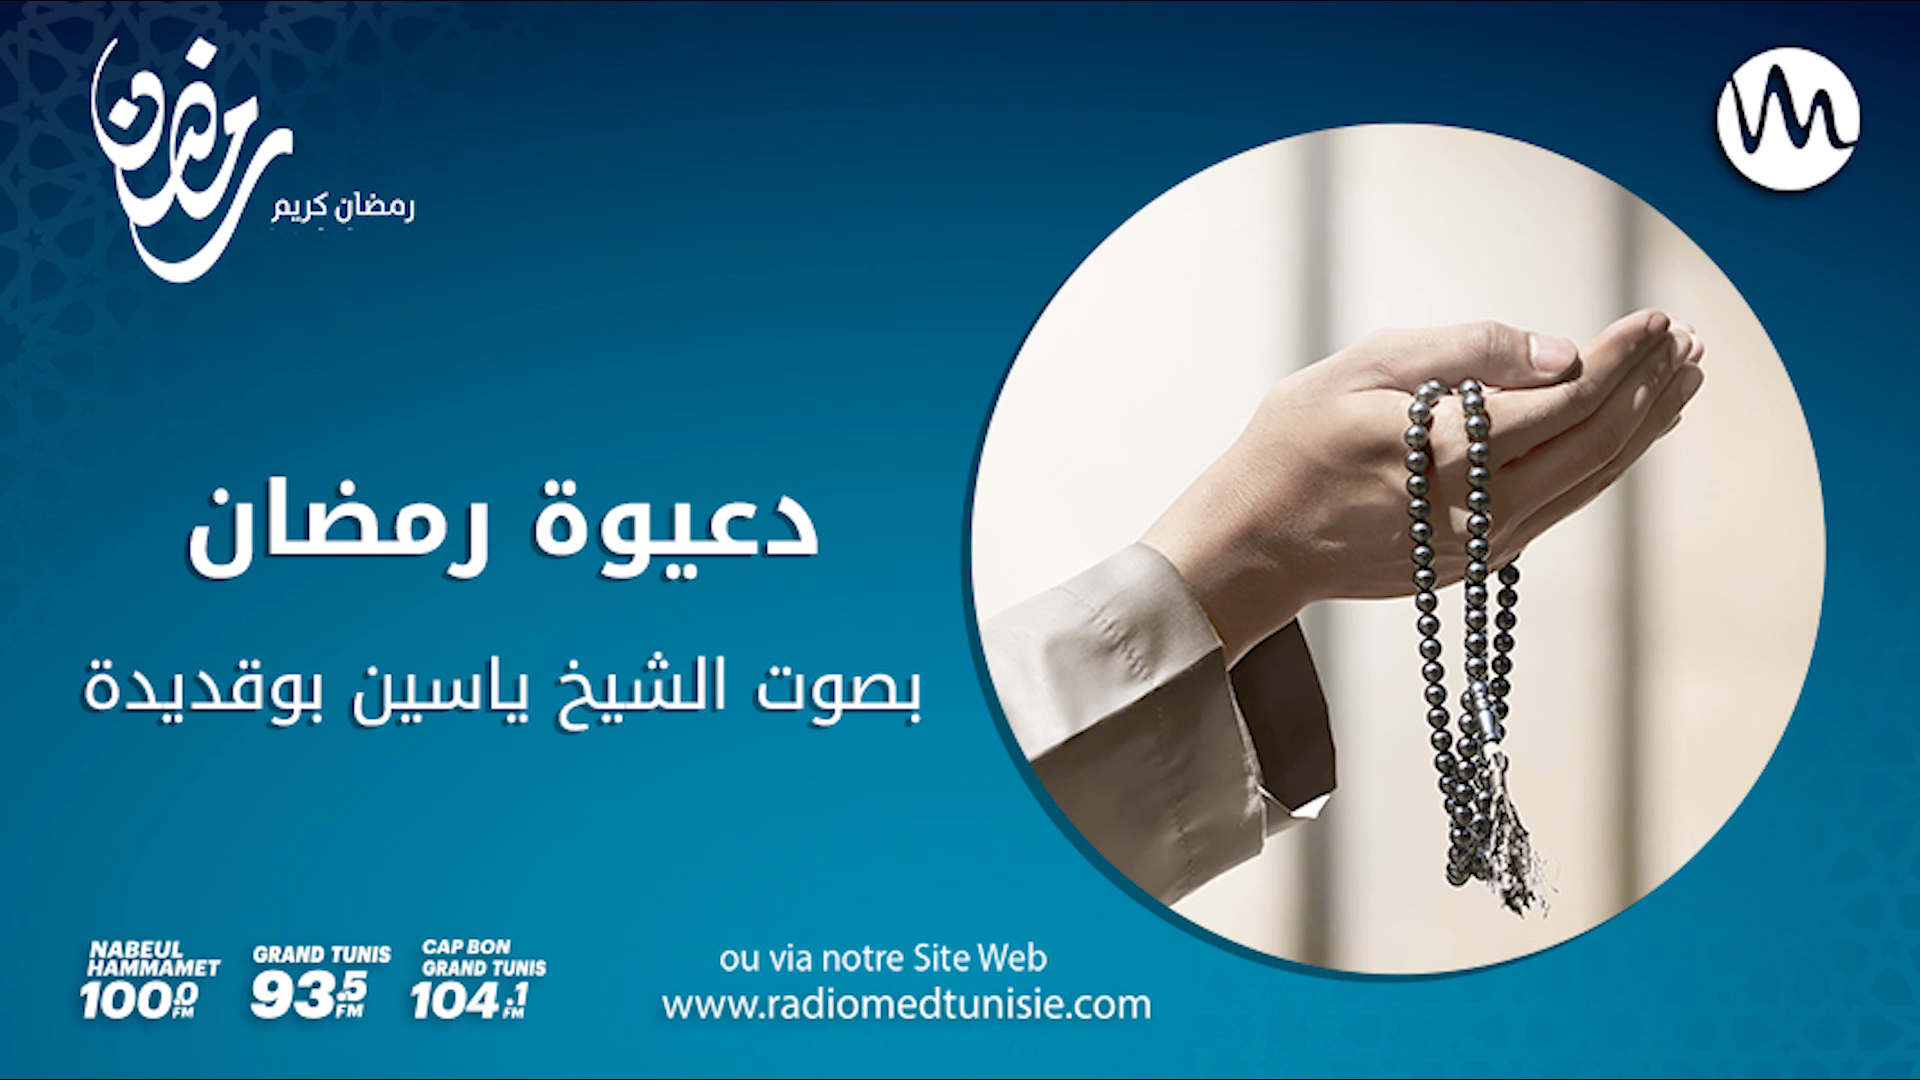 رمضان
رمضان كريم
دعيوة رمضان
بصوت الشيخ ياسين بوقديدة
NABEUL
HAMMAMET
100.0 FM
GRAND TUNIS
93.5 FM
CAP BON
GRAND TUNIS
104.1 FM
ou via notre Site Web
www.radiomedtunisie.com